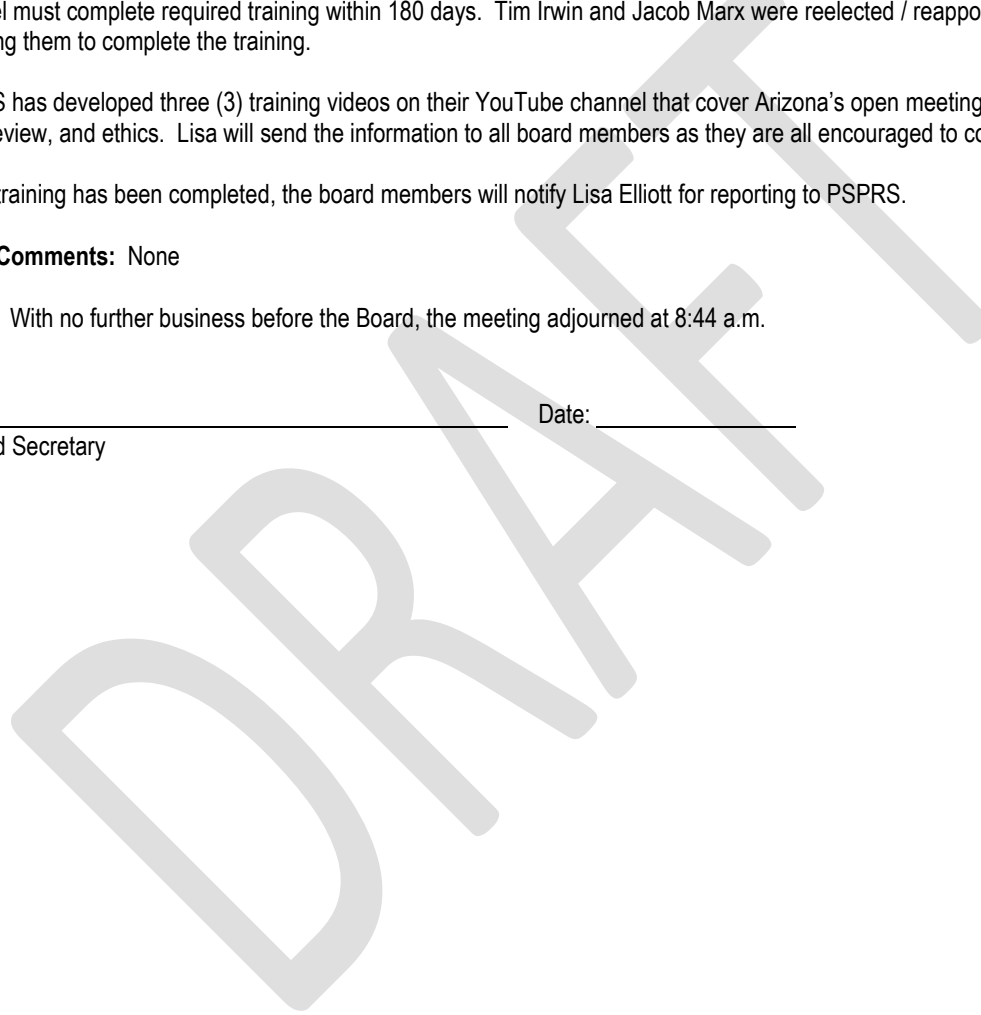 el must complete required training within 180 days.  Tim Irwin and Jacob Marx were reelected / reappo
ng them to complete the training.
S has developed three (3) training videos on their YouTube channel that cover Arizona's open meeting
eview, and ethics.  Lisa will send the information to all board members as they are all encouraged to co
training has been completed, the board members will notify Lisa Elliott for reporting to PSPRS.
Comments:  None
With no further business before the Board, the meeting adjourned at 8:44 a.m.
Date:
d Secretary
DRAFT